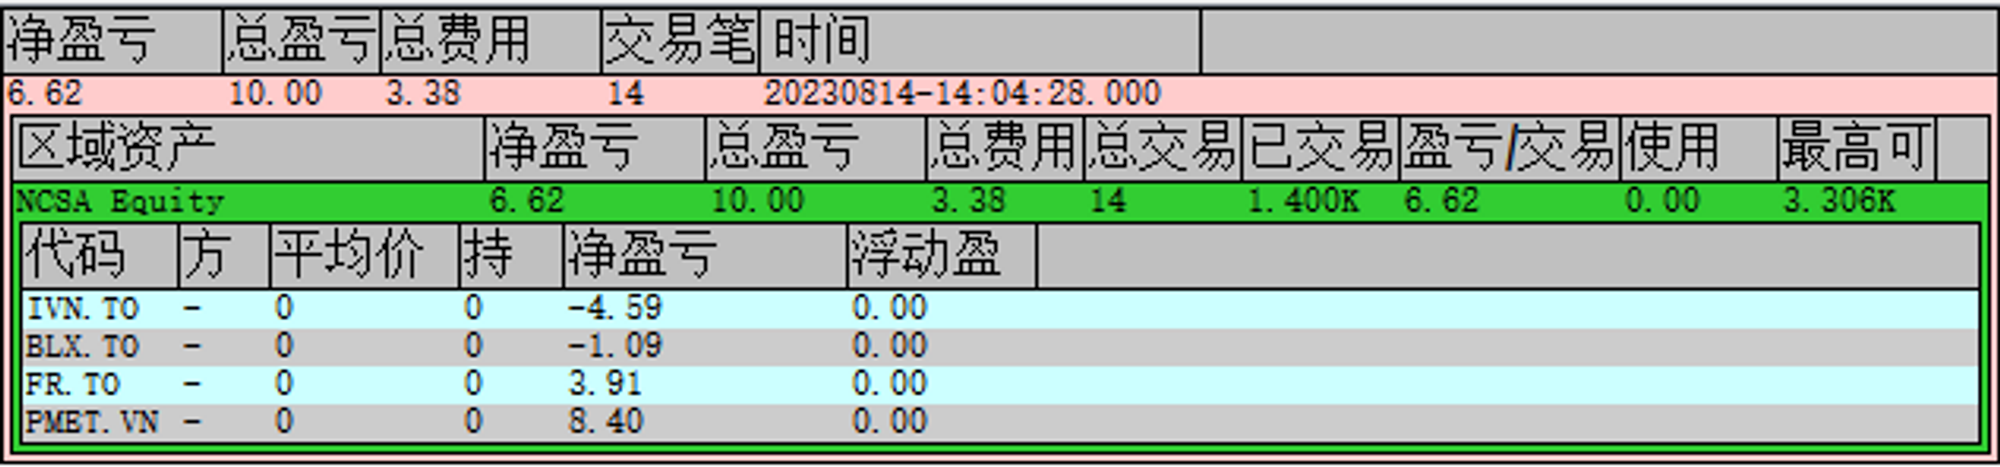 净盈亏 总盈亏 总费用 交易笔 时间
6.62 10.00 3.38 14 20230814-14:04:28.000
区域资产 净盈亏 总盈亏 总费用 总交易 已交易 盈亏/交易 使用 最高可
NCSA Equity 6.62 10.00 3.38 14 1.400K 6.62 0.00 3.306K
代码 方 平均价 持 净盈亏 浮动盈
IVN.TO - 0 0 -4.59 0.00
BLX.TO - 0 0 -1.09 0.00
FR.TO - 0 0 3.91 0.00
PMET.VN - 0 0 8.40 0.00